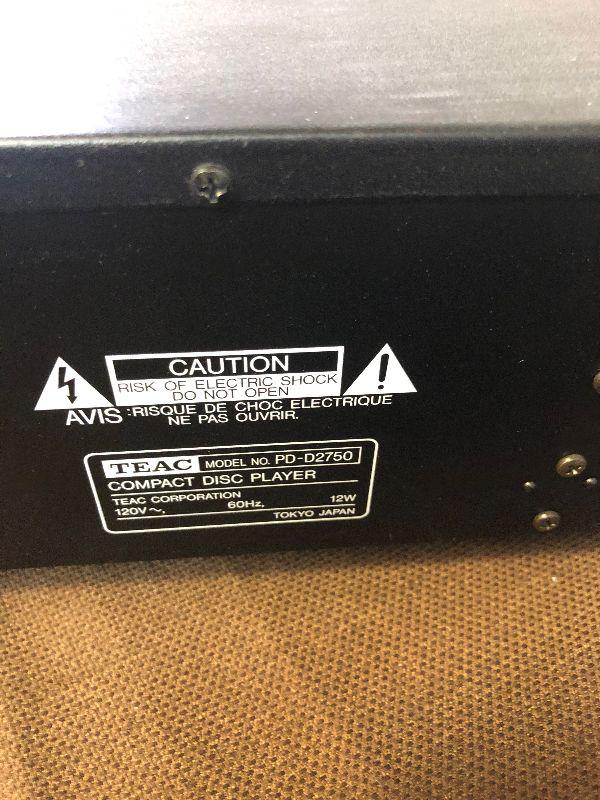 CAUTION
RISK OF ELECTRIC SHOCK
DO NOT OPEN
AVIS :RISQUE DE CHOC ELECTRIQUE
NE PAS OUVRIR.
TEAC MODEL NO. PD-D2750
COMPACT DISC PLAYER
TEAC CORPORATION 12W
120V~, 60Hz,
TOKYO JAPAN